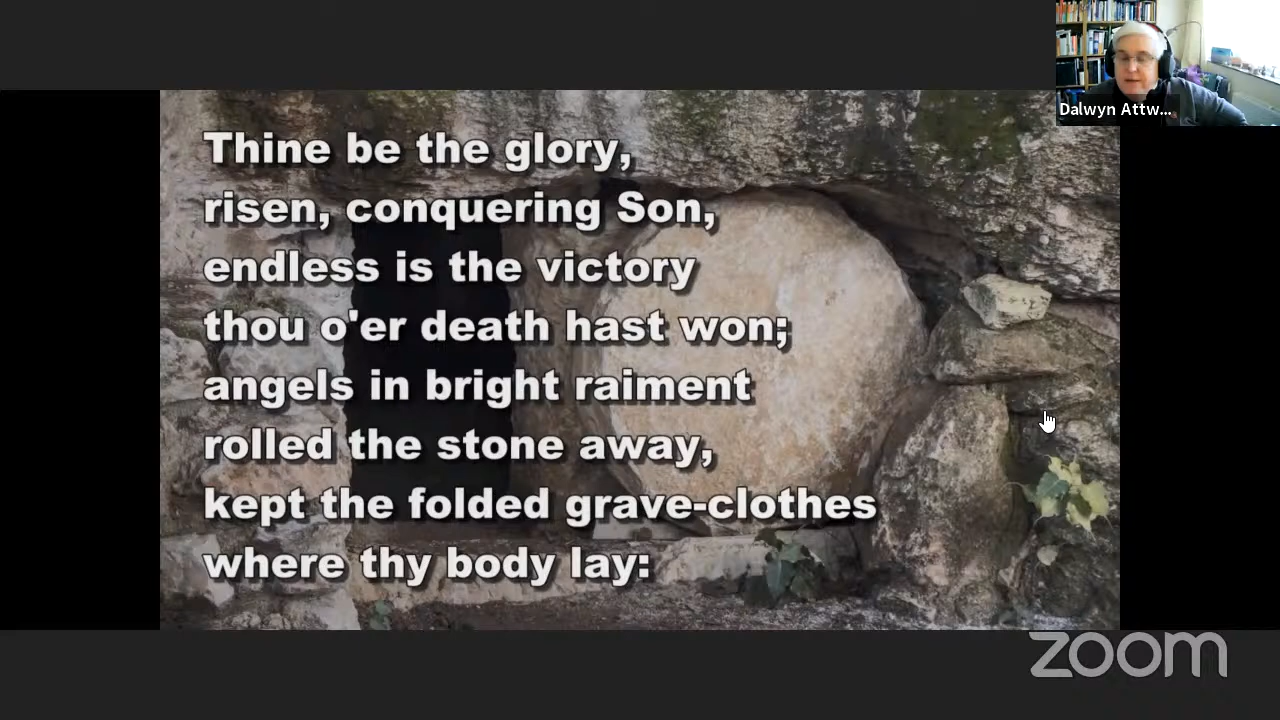 Thine be the glory,
risen, conquering Son,
endless is the victory
thou o'er death hast won;
angels in bright raiment
rolled the stone away,
kept the folded grave-clothes
where thy body lay:
Dalwyn Attw...
zoom